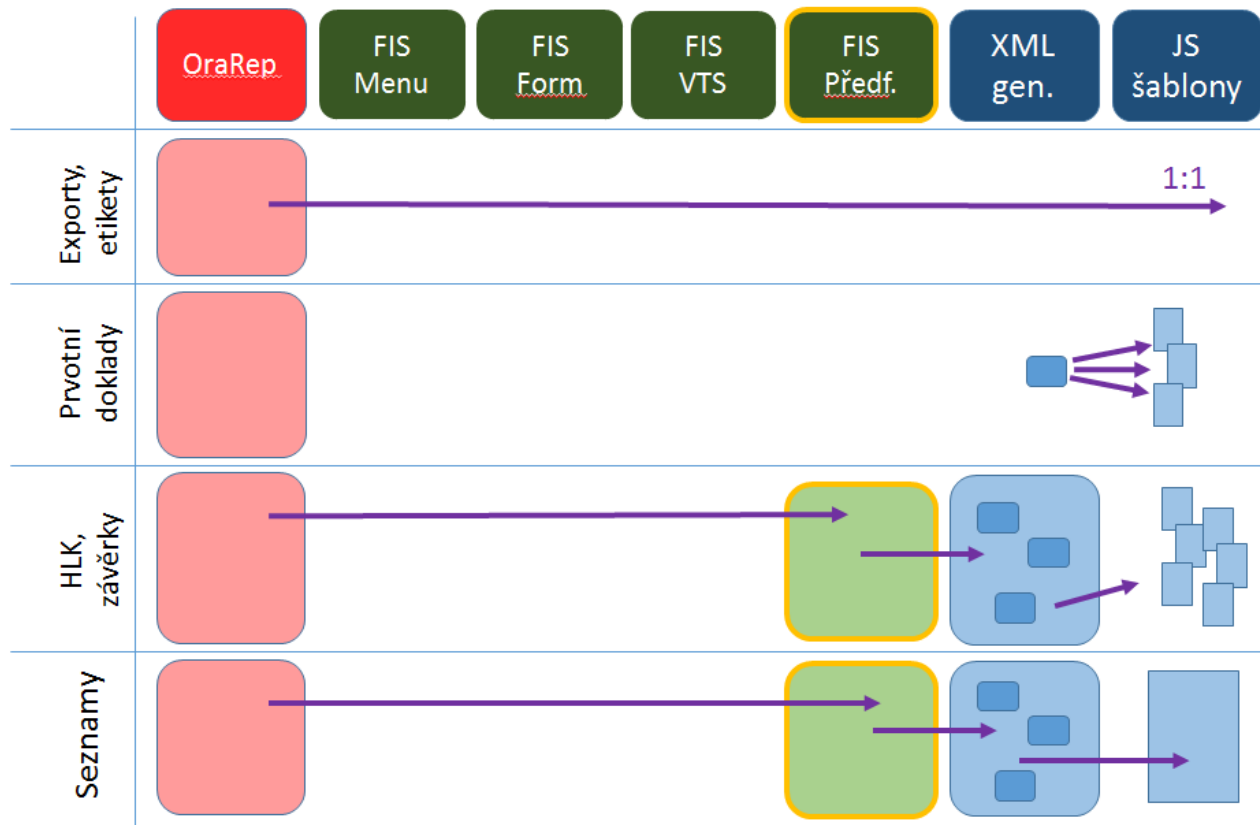 OraRep
FIS
Menu
FIS
Form
FIS
VTS
FIS
Předf.
XML
gen.
JS
šablony
Exporty,
etikety
1:1
Prvotní
doklady
HLK,
závěrky
Seznamy